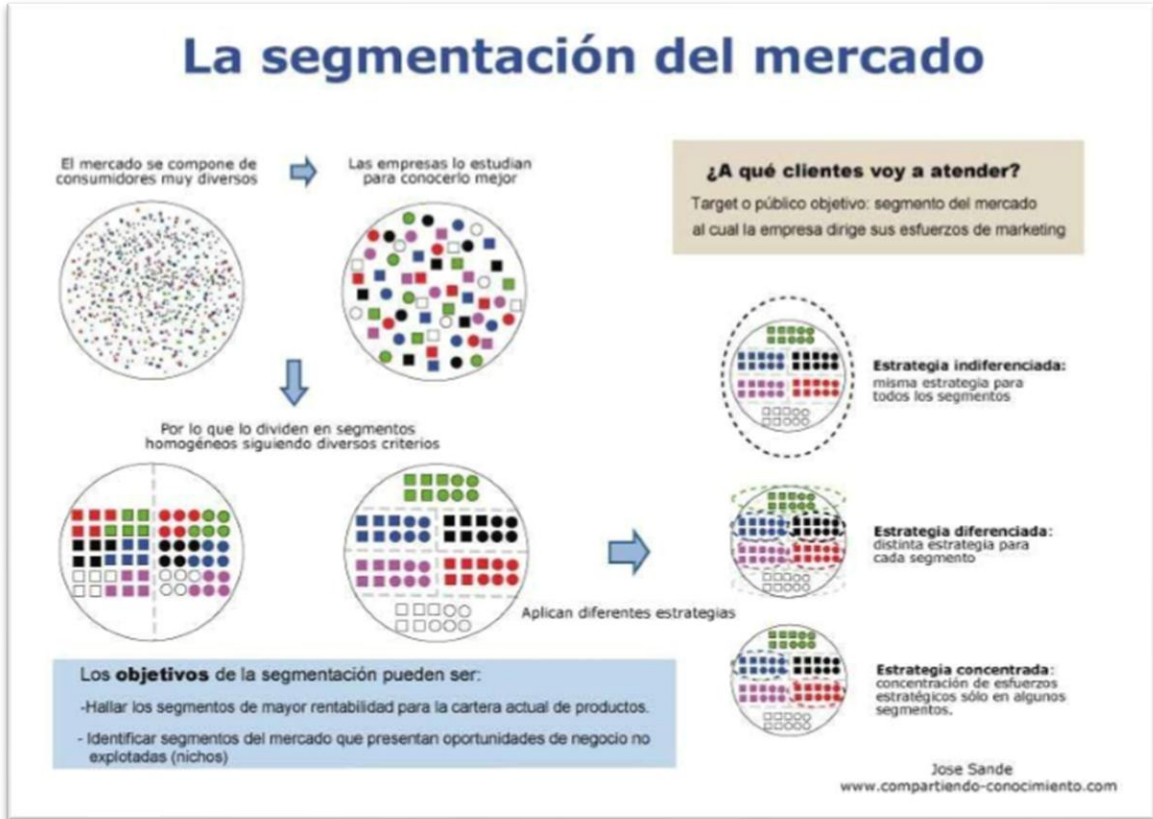 La segmentación del mercado
El mercado se compone de
consumidores muy diversos
Las empresas lo estudian
para conocerlo mejor
¿A qué clientes voy a atender?
Target o público objetivo: segmento del mercado
al cual la empresa dirige sus esfuerzos de marketing
Por lo que lo dividen en segmentos
homogéneos siguiendo diversos criterios
Aplican diferentes estrategias
Estrategia indiferenciada:
misma estrategia para
todos los segmentos
Estrategia diferenciada:
distinta estrategia para
cada segmento
Estrategia concentrada:
concentración de esfuerzos
estratégicos sólo en algunos
segmentos.
Los objetivos de la segmentación pueden ser:
-Hallar los segmentos de mayor rentabilidad para la cartera actual de productos.
- Identificar segmentos del mercado que presentan oportunidades de negocio no
explotadas (nichos)
Jose Sande
www.compartiendo-conocimiento.com